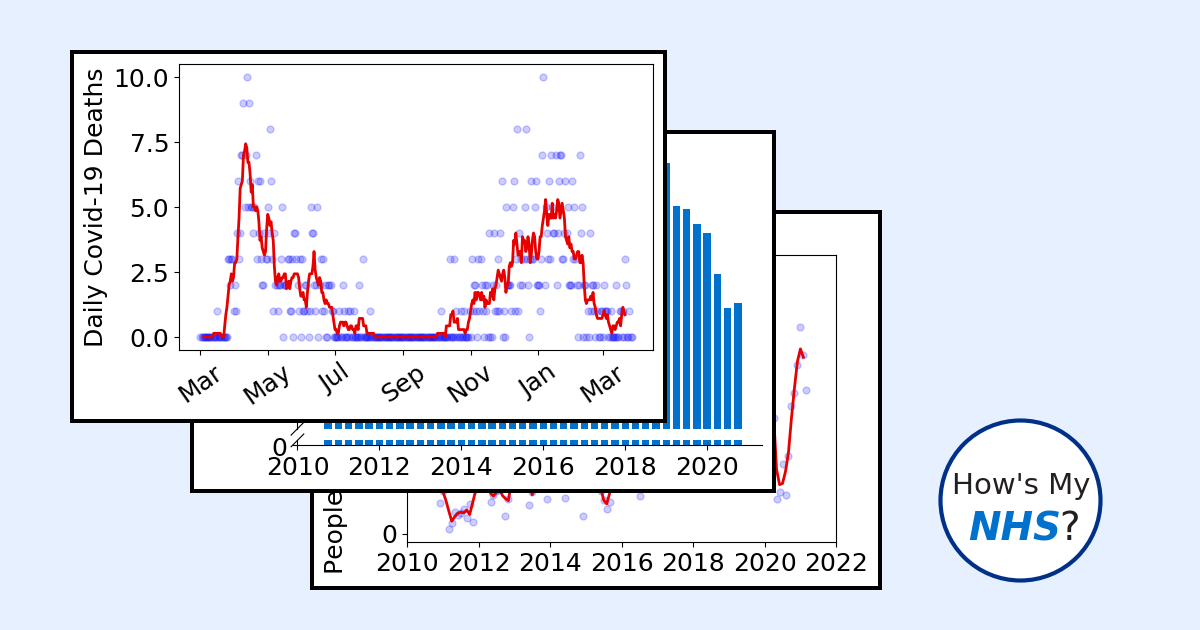 Daily Covid-19 Deaths
10.0
7.5
5.0
2.5
0.0
Mar May Jul Sep Nov Jan Mar
0
2010 2012 2014 2016 2018 2020
People
0
2010 2012 2014 2016 2018 2020 2022
How's My
NHS?